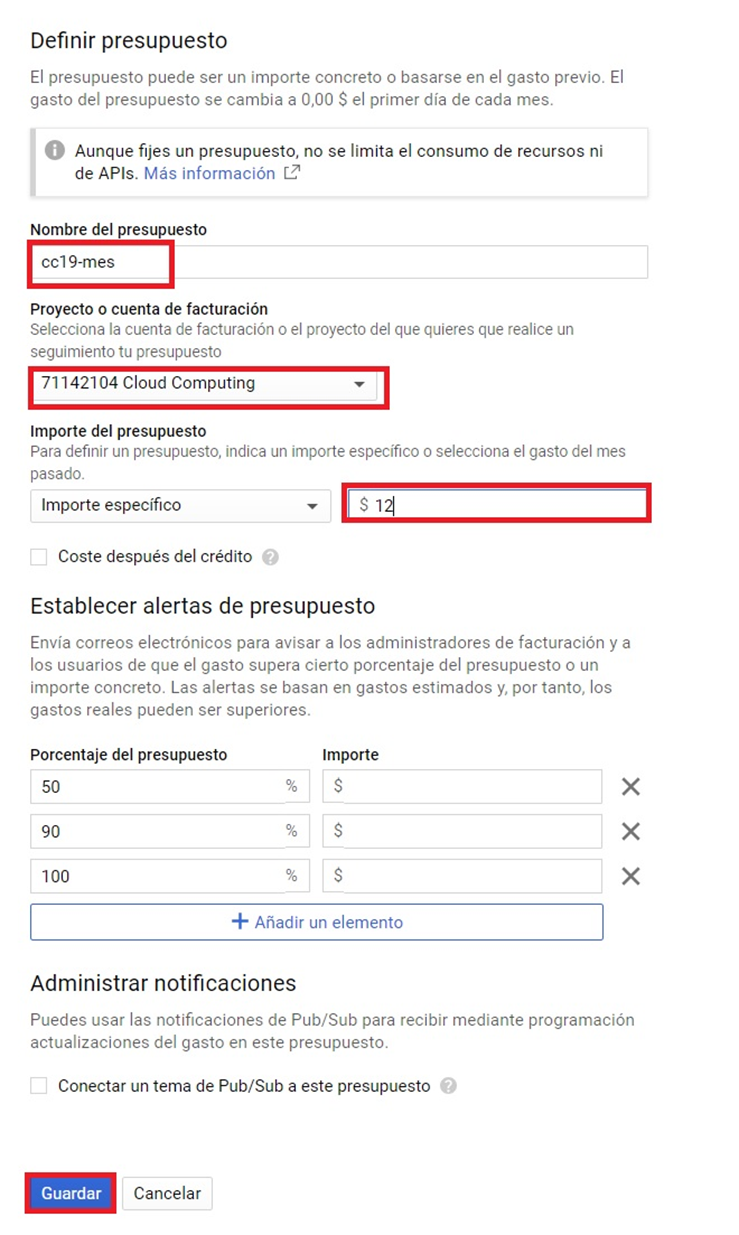 Definir presupuesto
El presupuesto puede ser un importe concreto o basarse en el gasto previo. El
gasto del presupuesto se cambia a 0,00 $ el primer día de cada mes.
Aunque fijes un presupuesto, no se limita el consumo de recursos ni
de APIs. Más información
Nombre del presupuesto
cc19-mes
Proyecto o cuenta de facturación
Selecciona la cuenta de facturación o el proyecto del que quieres que realice un
seguimiento tu presupuesto
71142104 Cloud Computing
Importe del presupuesto
Para definir un presupuesto, indica un importe específico o selecciona el gasto del mes
pasado.
Importe específico $ 12
Coste después del crédito ?
Establecer alertas de presupuesto
Envía correos electrónicos para avisar a los administradores de facturación y a
los usuarios de que el gasto supera cierto porcentaje del presupuesto o un
importe concreto. Las alertas se basan en gastos estimados y, por tanto, los
gastos reales pueden ser superiores.
Porcentaje del presupuesto Importe
50 % $
90 % $
100 % $
+ Añadir un elemento
Administrar notificaciones
Puedes usar las notificaciones de Pub/Sub para recibir mediante programación
actualizaciones del gasto en este presupuesto.
Conectar un tema de Pub/Sub a este presupuesto ?
Guardar Cancelar